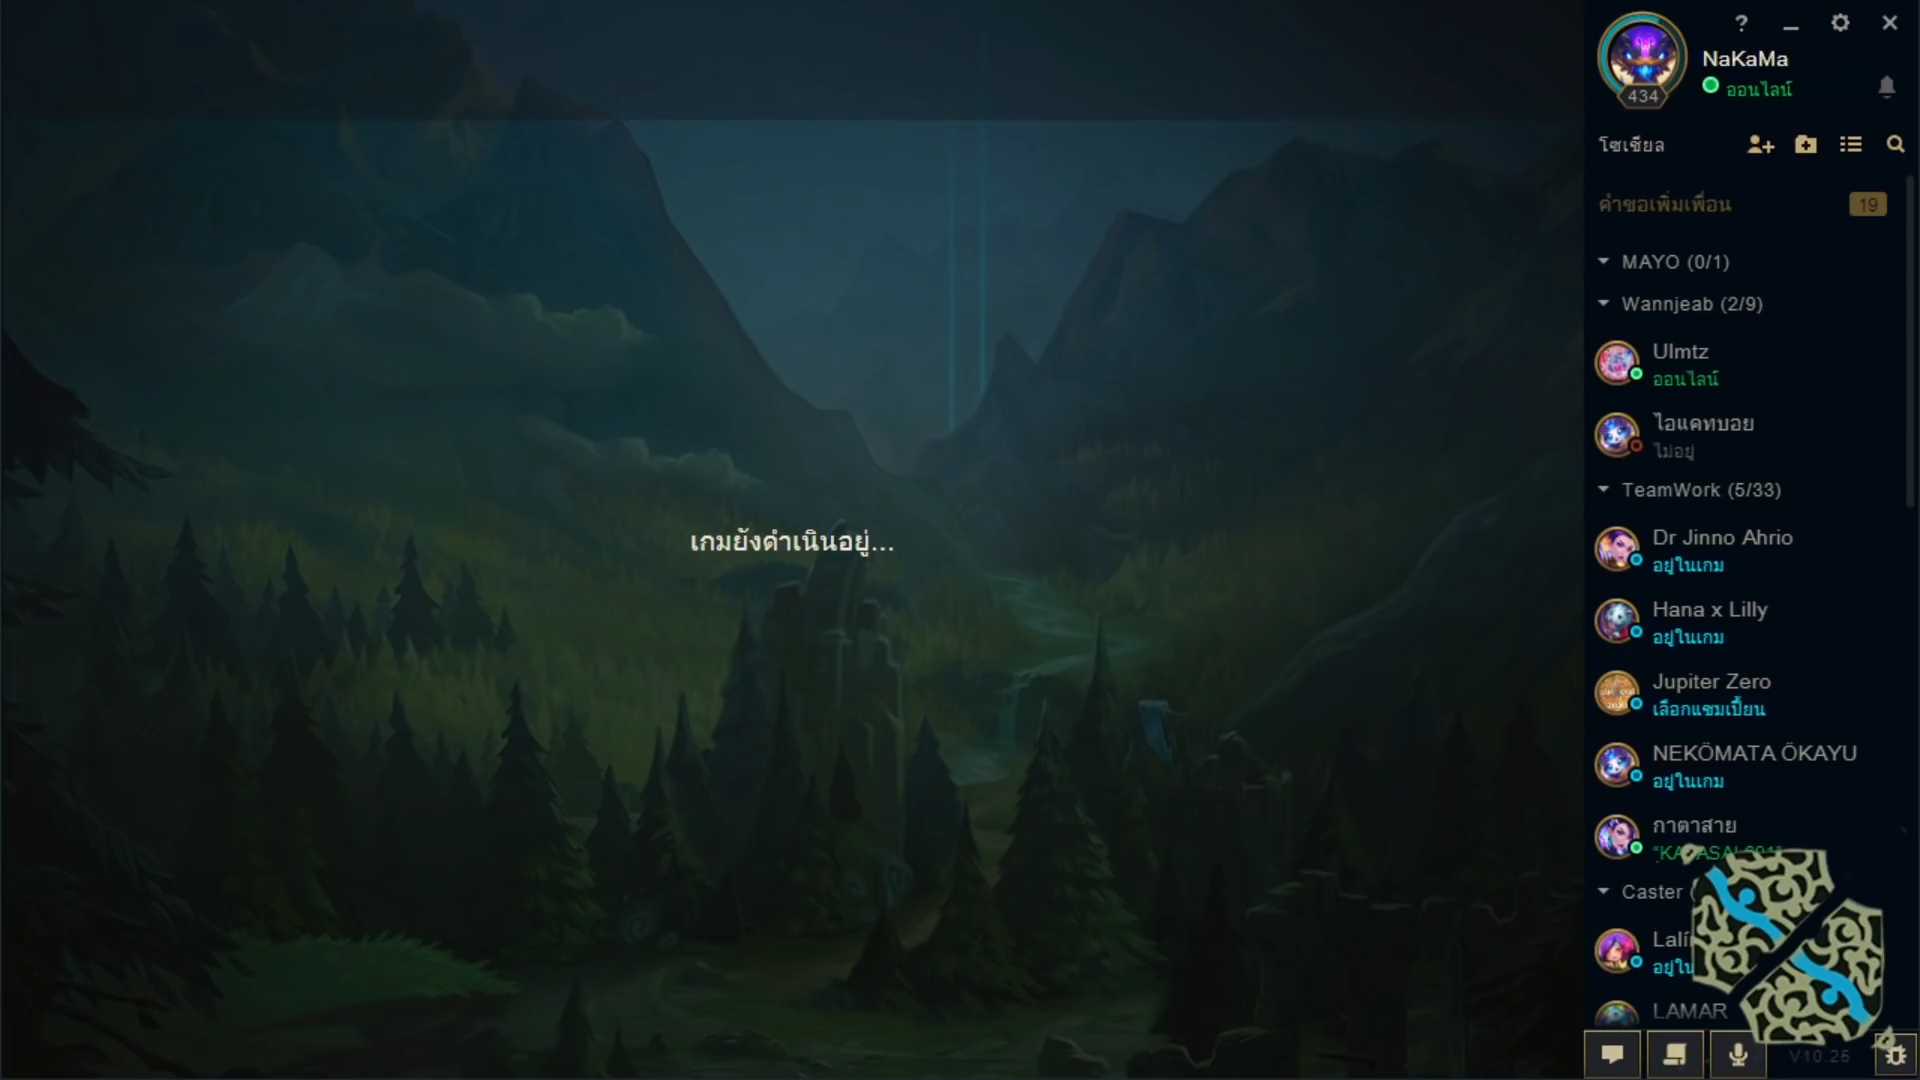 ?
NaKaMa
434
ออนไลน์
โซเชียล
คำขอเพิ่มเพื่อน 19
MAYO (0/1)
Wannjeab (2/9)
Ulmtz
ออนไลน์
ไอแคทบอย
ไม่อยู่
TeamWork (5/33)
Dr Jinno Ahrio
อยู่ในเกม
Hana x Lilly
อยู่ในเกม
Jupiter Zero
เลือกแชมเปี้ยน
NEKÖMATA ÖKAYU
อยู่ในเกม
กาตาสาย
Caster
LAMAR
V10.25
เกมยังดำเนินอยู่...